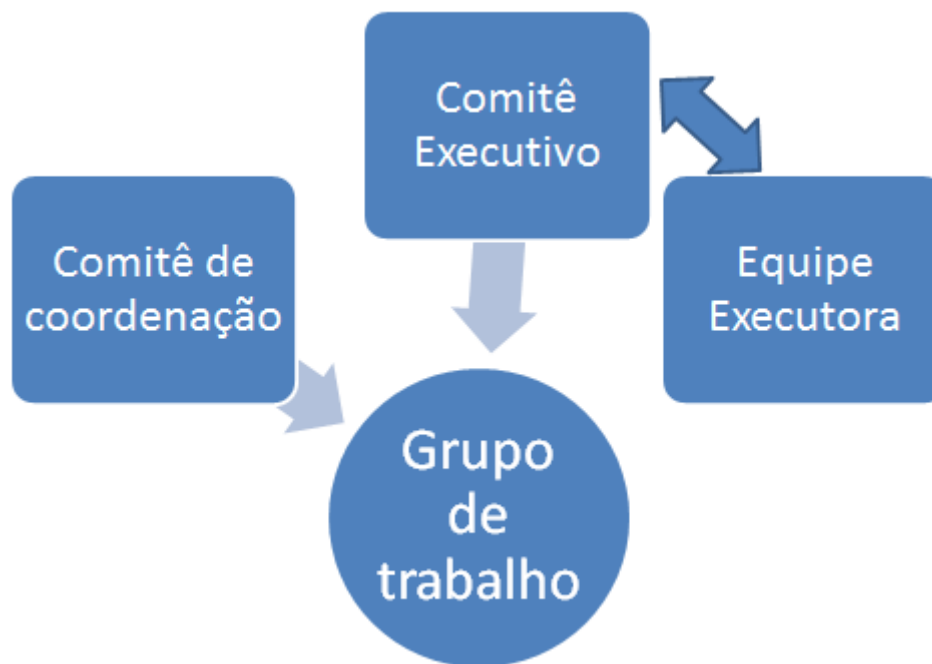 Comitê
Executivo
Comitê de
coordenação
Equipe
Executora
Grupo
de
trabalho